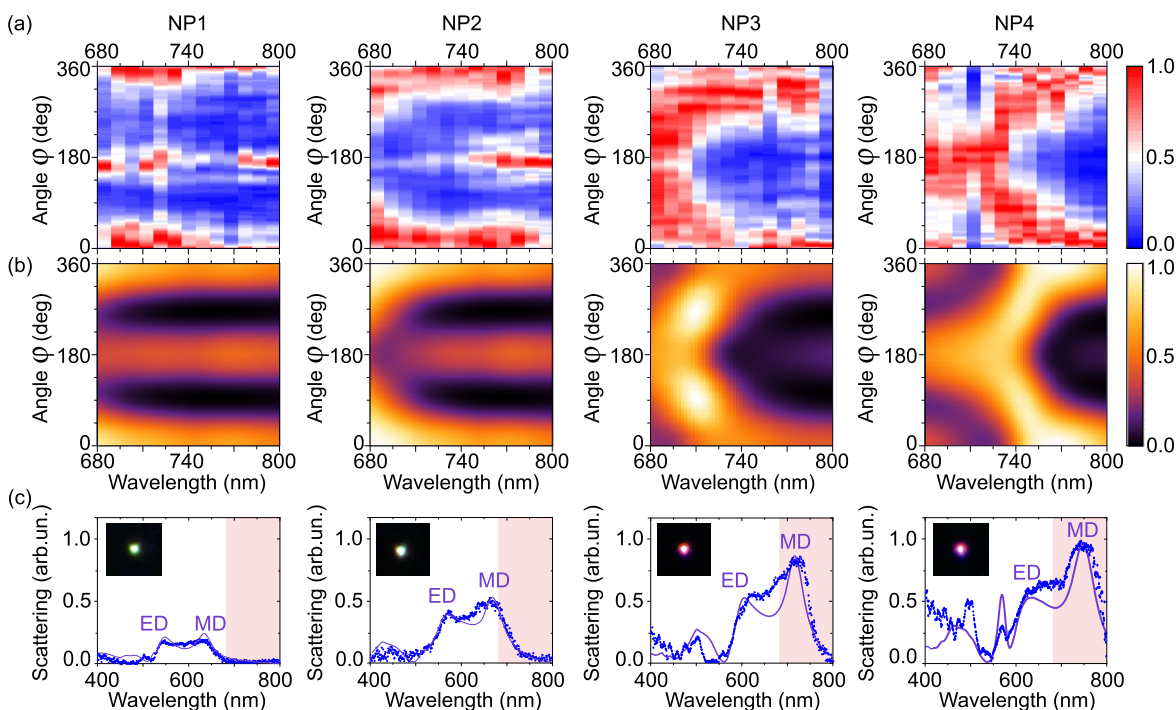 (a) NP1 NP2 NP3 NP4
680 740 800 680 740 800 680 740 800 680 740 800
360 360 360 360 1.0
Angle φ (deg) Angle φ (deg) Angle φ (deg) Angle φ (deg)
180 180 180 180 0.5
0 0 0 0 0.0
(b)
360 360 360 360 1.0
Angle φ (deg) Angle φ (deg) Angle φ (deg) Angle φ (deg)
180 180 180 180 0.5
0 0 0 0 0.0
680 740 800 680 740 800 680 740 800 680 740 800
Wavelength (nm) Wavelength (nm) Wavelength (nm) Wavelength (nm)
(c)
Scattering (arb.un.) Scattering (arb.un.) Scattering (arb.un.) Scattering (arb.un.)
1.0 1.0 1.0 MD 1.0 MD
0.5 ED MD 0.5 ED MD 0.5 ED 0.5 ED
0.0 0.0 0.0 0.0
400 600 800 400 600 800 400 600 800 400 600 800
Wavelength (nm) Wavelength (nm) Wavelength (nm) Wavelength (nm)